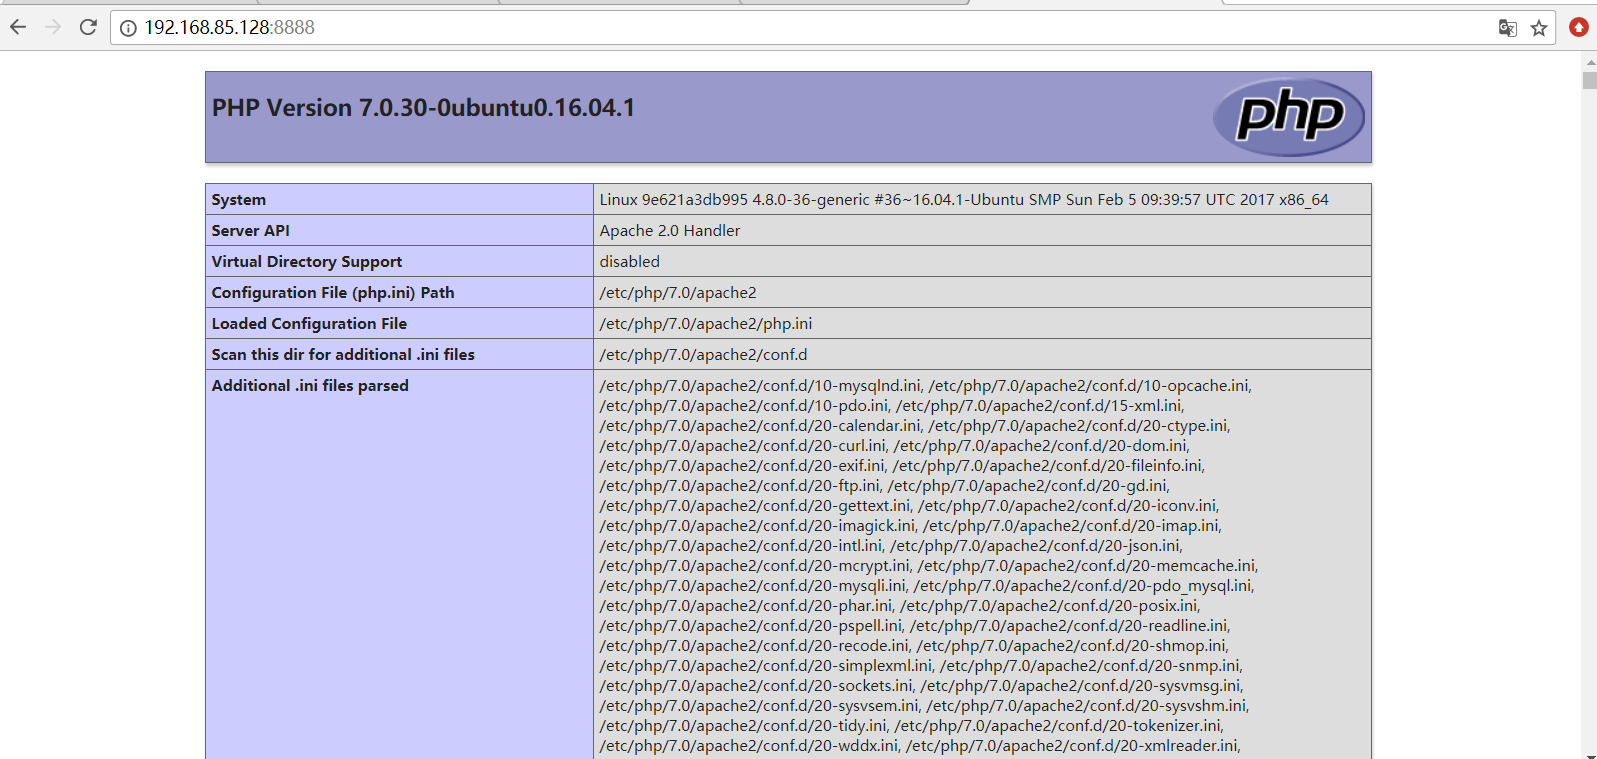 192.168.85.128:8888
PHP Version 7.0.30-0ubuntu0.16.04.1
php
System
Linux 9e621a3db995 4.8.0-36-generic #36~16.04.1-Ubuntu SMP Sun Feb 5 09:39:57 UTC 2017 x86_64
Server API
Apache 2.0 Handler
Virtual Directory Support
disabled
Configuration File (php.ini) Path
/etc/php/7.0/apache2
Loaded Configuration File
/etc/php/7.0/apache2/php.ini
Scan this dir for additional .ini files
/etc/php/7.0/apache2/conf.d
Additional .ini files parsed
/etc/php/7.0/apache2/conf.d/10-mysqlnd.ini, /etc/php/7.0/apache2/conf.d/10-opcache.ini,
/etc/php/7.0/apache2/conf.d/10-pdo.ini, /etc/php/7.0/apache2/conf.d/15-xml.ini,
/etc/php/7.0/apache2/conf.d/20-calendar.ini, /etc/php/7.0/apache2/conf.d/20-ctype.ini,
/etc/php/7.0/apache2/conf.d/20-curl.ini, /etc/php/7.0/apache2/conf.d/20-dom.ini,
/etc/php/7.0/apache2/conf.d/20-exif.ini, /etc/php/7.0/apache2/conf.d/20-fileinfo.ini,
/etc/php/7.0/apache2/conf.d/20-ftp.ini, /etc/php/7.0/apache2/conf.d/20-gd.ini,
/etc/php/7.0/apache2/conf.d/20-gettext.ini, /etc/php/7.0/apache2/conf.d/20-iconv.ini,
/etc/php/7.0/apache2/conf.d/20-imagick.ini, /etc/php/7.0/apache2/conf.d/20-imap.ini,
/etc/php/7.0/apache2/conf.d/20-intl.ini, /etc/php/7.0/apache2/conf.d/20-json.ini,
/etc/php/7.0/apache2/conf.d/20-mcrypt.ini, /etc/php/7.0/apache2/conf.d/20-memcache.ini,
/etc/php/7.0/apache2/conf.d/20-mysqli.ini, /etc/php/7.0/apache2/conf.d/20-pdo_mysql.ini,
/etc/php/7.0/apache2/conf.d/20-phar.ini, /etc/php/7.0/apache2/conf.d/20-posix.ini,
/etc/php/7.0/apache2/conf.d/20-pspell.ini, /etc/php/7.0/apache2/conf.d/20-readline.ini,
/etc/php/7.0/apache2/conf.d/20-recode.ini, /etc/php/7.0/apache2/conf.d/20-shmop.ini,
/etc/php/7.0/apache2/conf.d/20-simplexml.ini, /etc/php/7.0/apache2/conf.d/20-snmp.ini,
/etc/php/7.0/apache2/conf.d/20-sockets.ini, /etc/php/7.0/apache2/conf.d/20-sysvmsg.ini,
/etc/php/7.0/apache2/conf.d/20-sysvsem.ini, /etc/php/7.0/apache2/conf.d/20-sysvshm.ini,
/etc/php/7.0/apache2/conf.d/20-tidy.ini, /etc/php/7.0/apache2/conf.d/20-tokenizer.ini,
/etc/php/7.0/apache2/conf.d/20-wddx.ini, /etc/php/7.0/apache2/conf.d/20-xmlreader.ini,